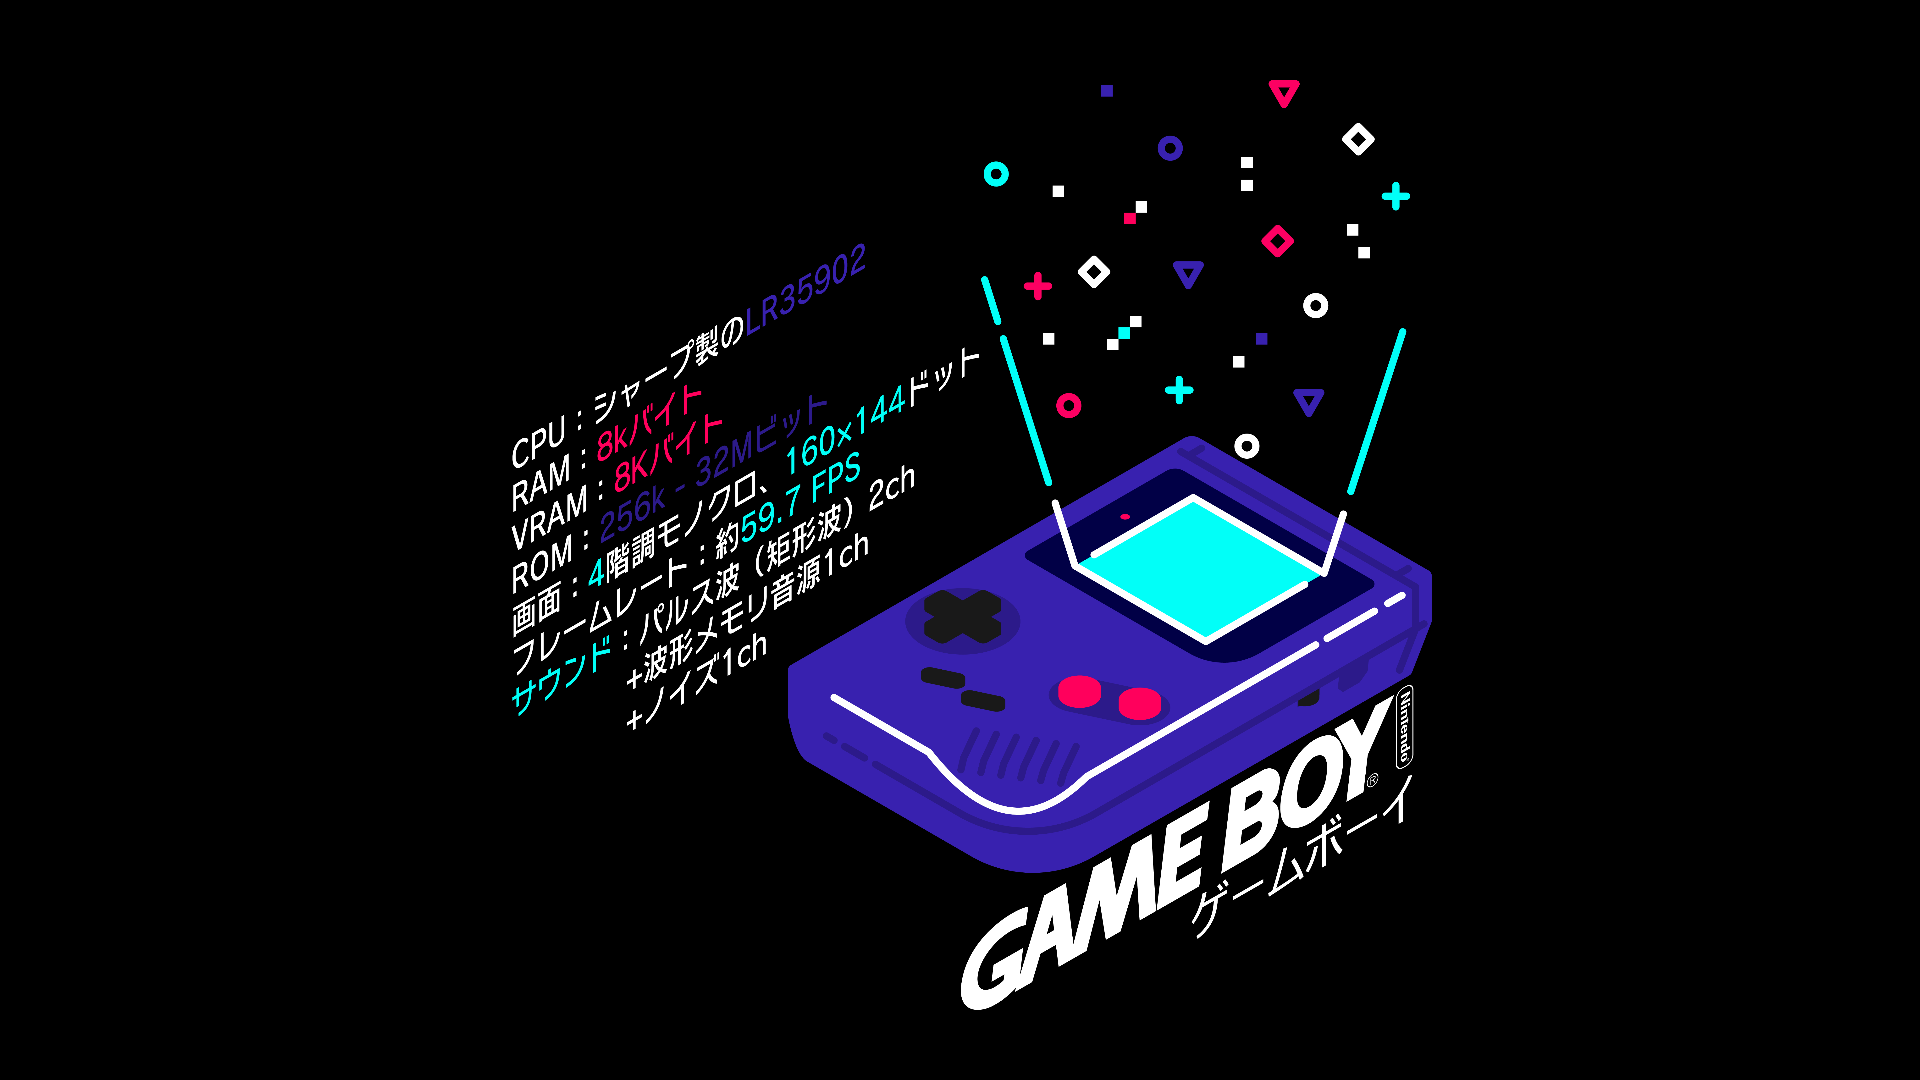 CPU：シャープ製のLR35902
RAM：8kバイト
VRAM：8Kバイト
ROM：256k - 32Mビット
画面：4階調モノクロ、160×144ドット
フレームレート：約59.7 FPS
サウンド：パルス波（矩形波）2ch
+波形メモリ音源1ch
+ノイズ1ch
Nintendo
GAME BOY®
ゲームボーイ